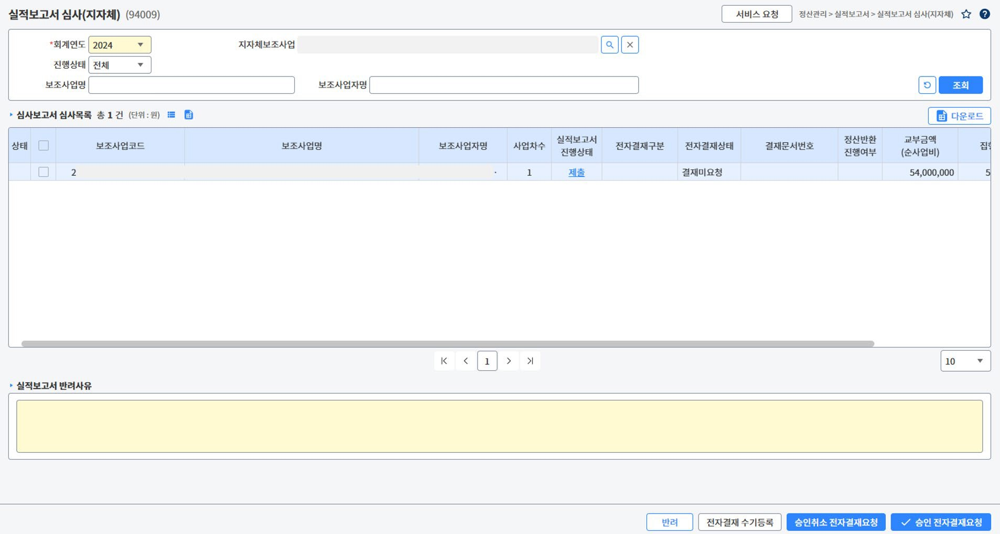 실적보고서 심사(지자체) (94009)
서비스 요청
정산관리 > 실적보고서 > 실적보고서 심사(지자체)
*회계연도 2024
지자체보조사업
진행상태 전체
보조사업명
보조사업자명
조회
심사보고서 심사목록 총 1 건 (단위 : 원)
다운로드
상태 보조사업코드 보조사업명 보조사업자명 사업차수 실적보고서 진행상태 전자결재구분 전자결재상태 결재문서번호 정산반환 진행여부 교부금액 (순사업비)
2 1 제출 결재미요청 54,000,000 5
1
10
실적보고서 반려사유
반려
전자결재 수기등록
승인취소 전자결재요청
승인 전자결재요청